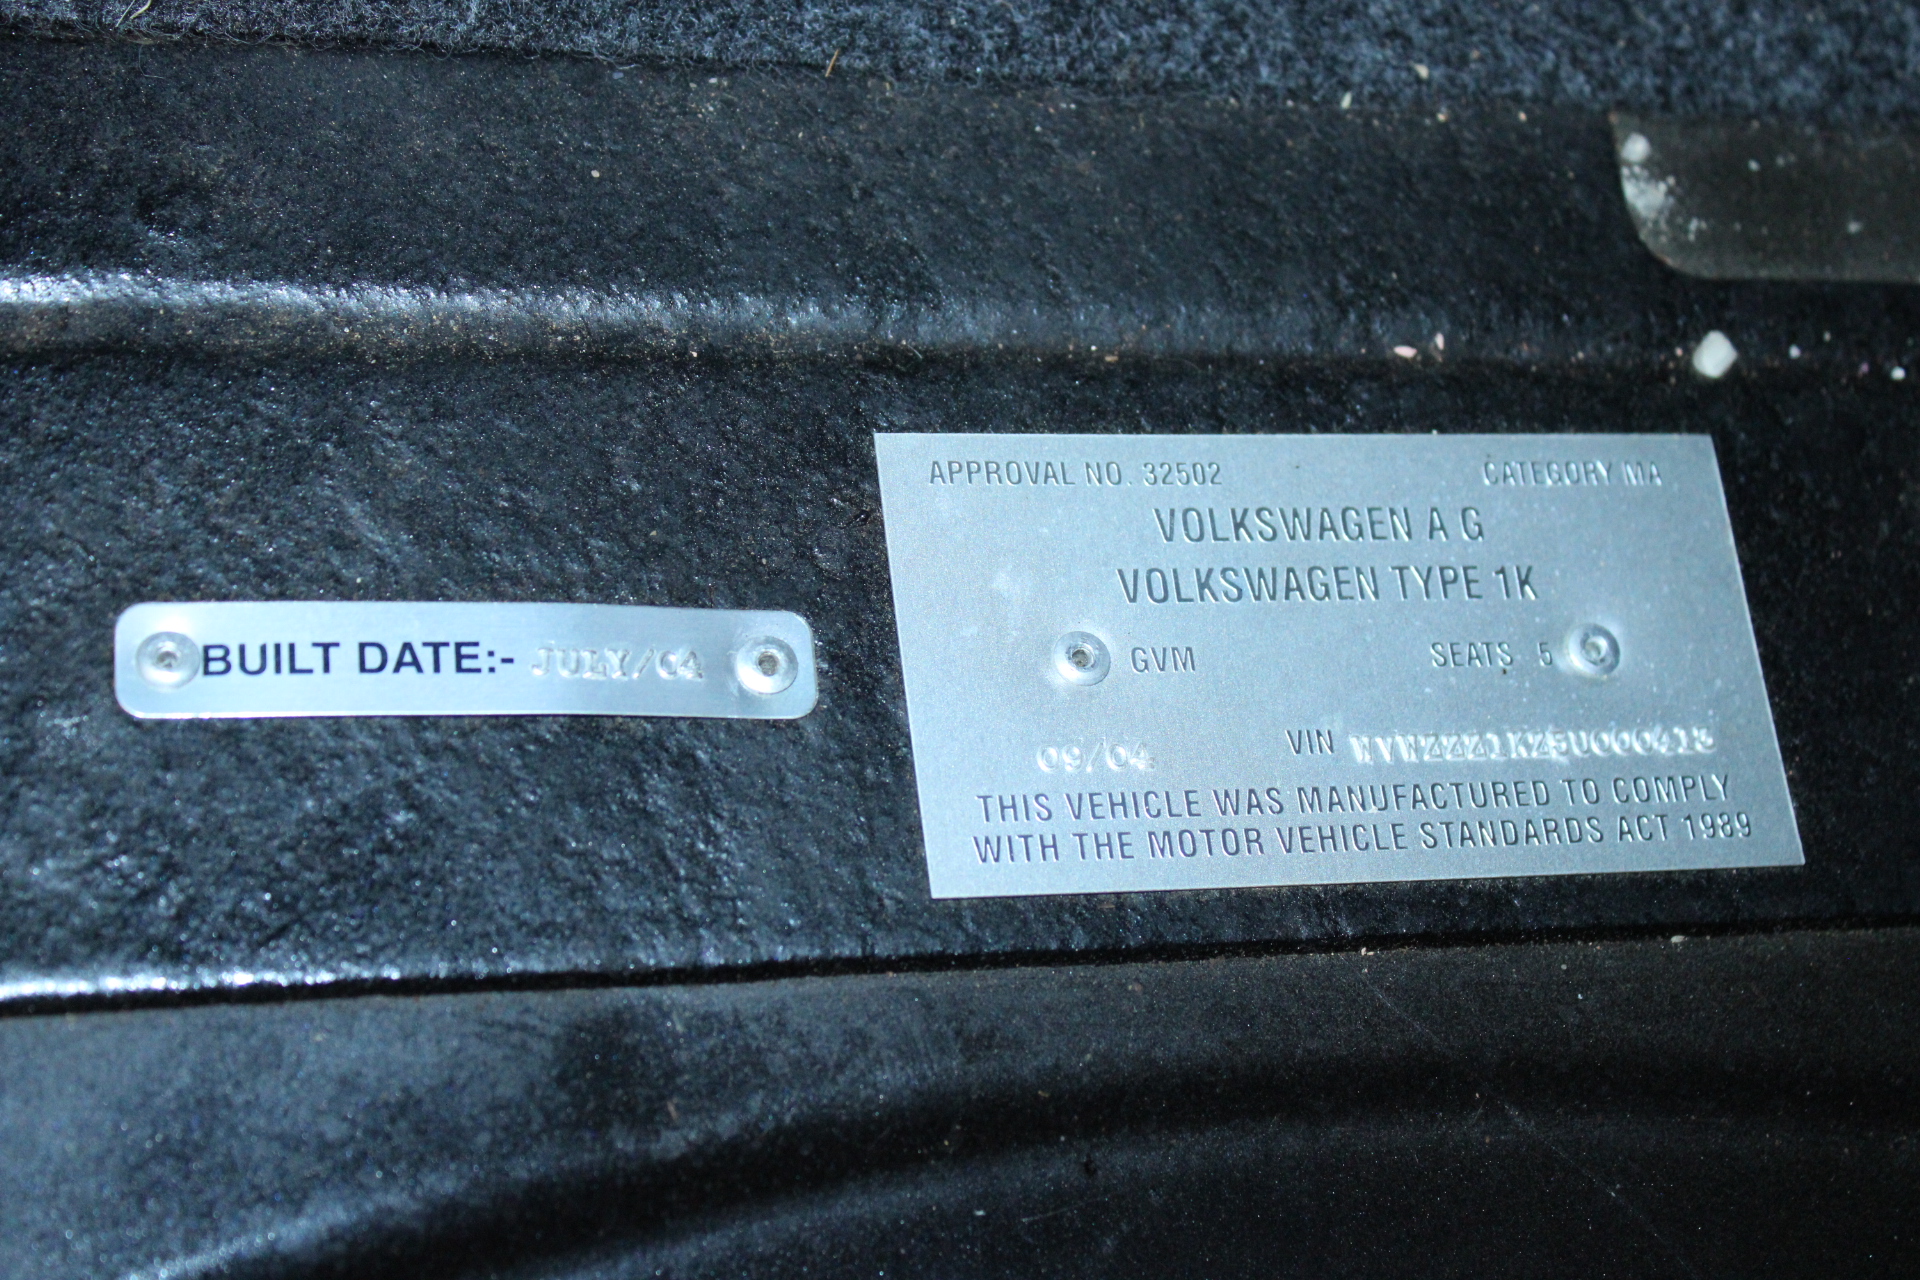 BUILT DATE:- JULY/04
APPROVAL NO. 32502 CATEGORY MA
VOLKSWAGEN A G
VOLKSWAGEN TYPE 1K
GVM SEATS 5
09/04 VIN WVWZZZ1KZ5U000413
THIS VEHICLE WAS MANUFACTURED TO COMPLY
WITH THE MOTOR VEHICLE STANDARDS ACT 1989